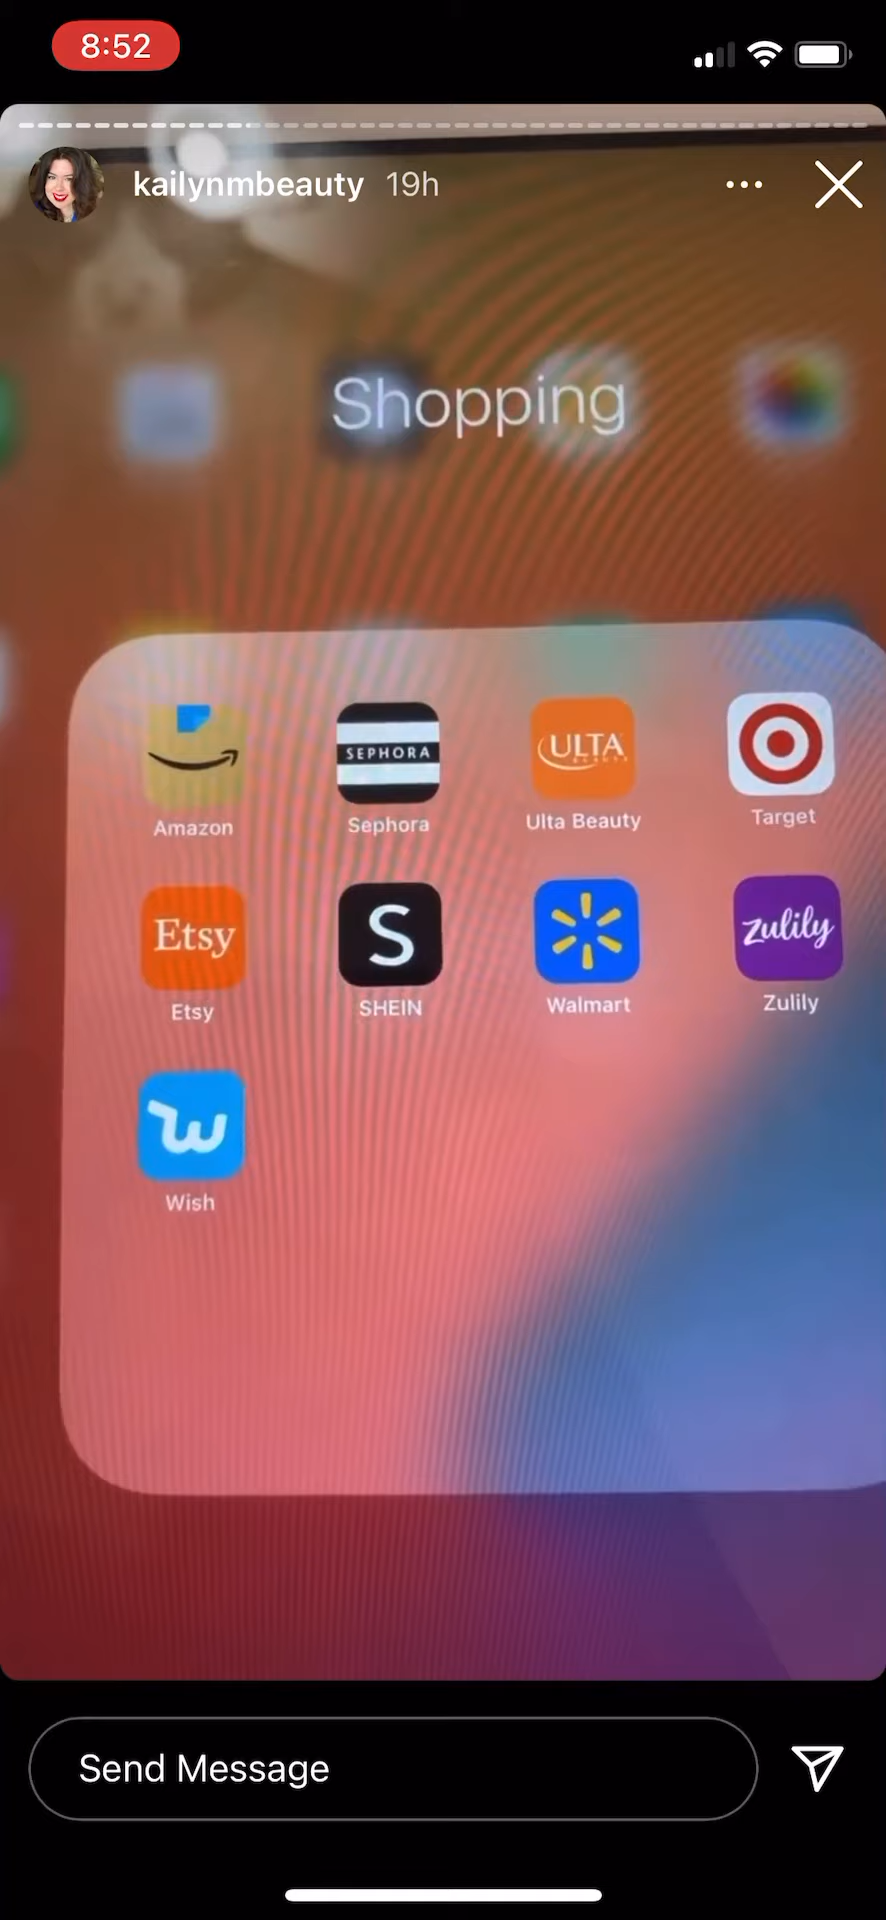 8:52
kailynmbeauty 19h
Shopping
SEPHORA
ULTA
Amazon
Sephora
Ulta Beauty
Target
Etsy
S
zulily
Etsy
SHEIN
Walmart
Zulily
W
Wish
Send Message